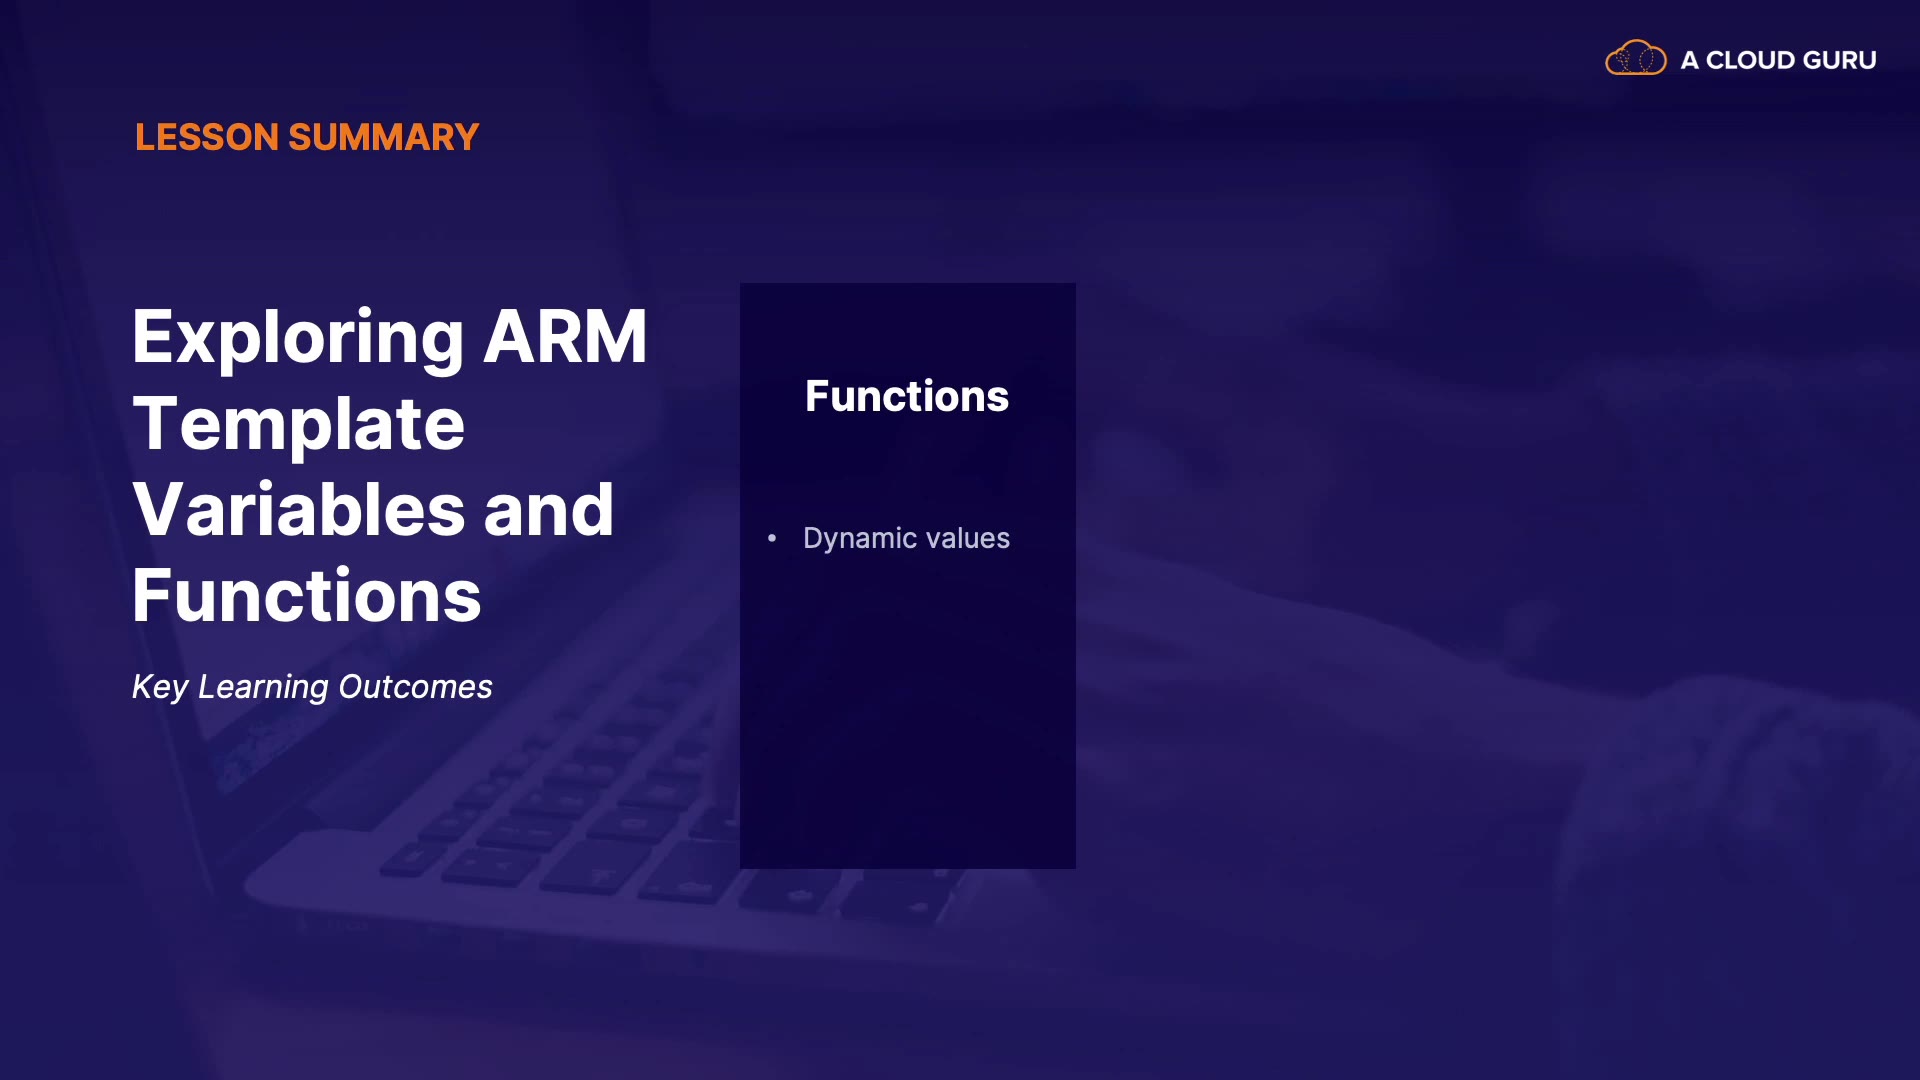 A CLOUD GURU
LESSON SUMMARY
Exploring ARM
Template
Variables and
Functions
Key Learning Outcomes
Functions
• Dynamic values